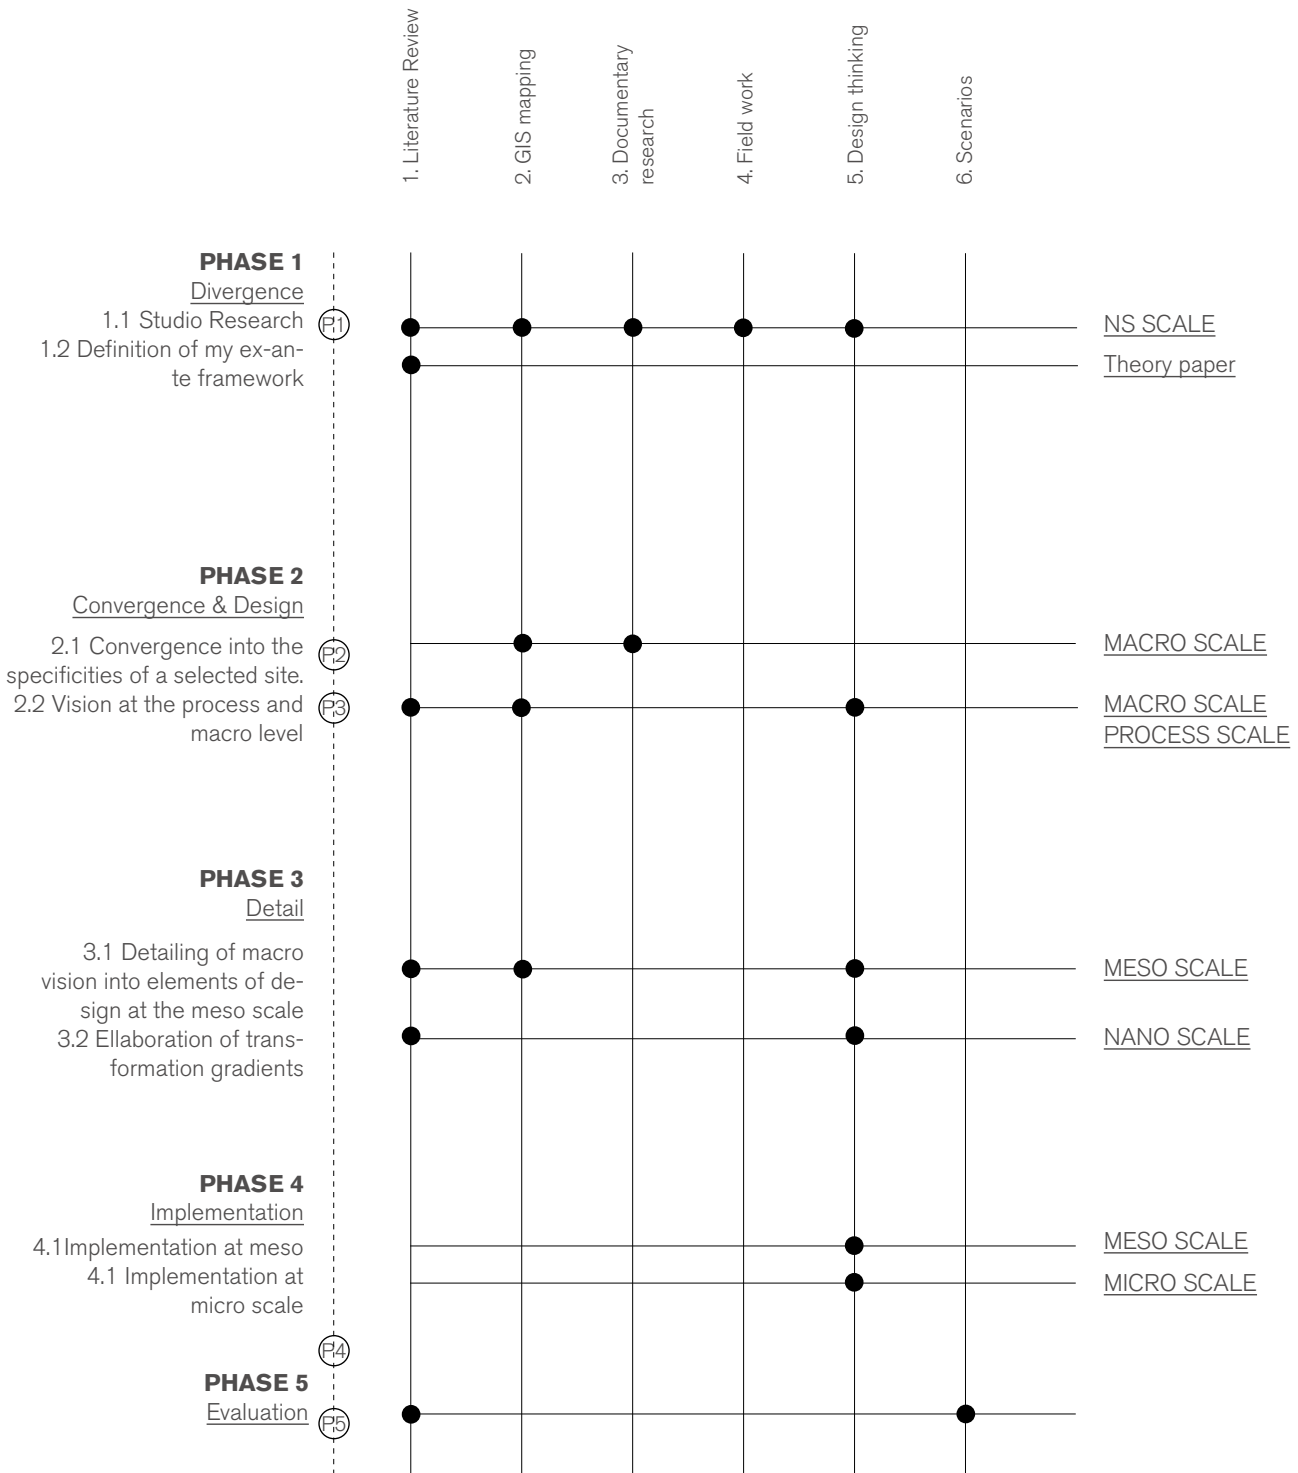 1. Literature Review
2. GIS mapping
3. Documentary
research
4. Field work
5. Design thinking
6. Scenarios
PHASE 1
Divergence
1.1 Studio Research
1.2 Definition of my ex-an-
te framework
P.1
NS SCALE
Theory paper
PHASE 2
Convergence & Design
2.1 Convergence into the
specificities of a selected site.
2.2 Vision at the process and
macro level
P2
P3
MACRO SCALE
MACRO SCALE
PROCESS SCALE
PHASE 3
Detail
3.1 Detailing of macro
vision into elements of de-
sign at the meso scale
3.2 Ellaboration of trans-
formation gradients
MESO SCALE
NANO SCALE
PHASE 4
Implementation
4.1Implementation at meso
4.1 Implementation at
micro scale
MESO SCALE
MICRO SCALE
P4
PHASE 5
Evaluation
P5